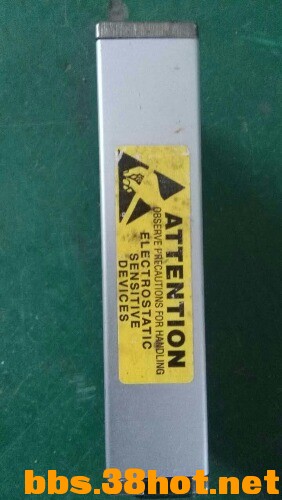 ATTENTION
OBSERVE PRECAUTIONS FOR HANDLING
ELECTROSTATIC
SENSITIVE
DEVICES
bbs.38hot.net